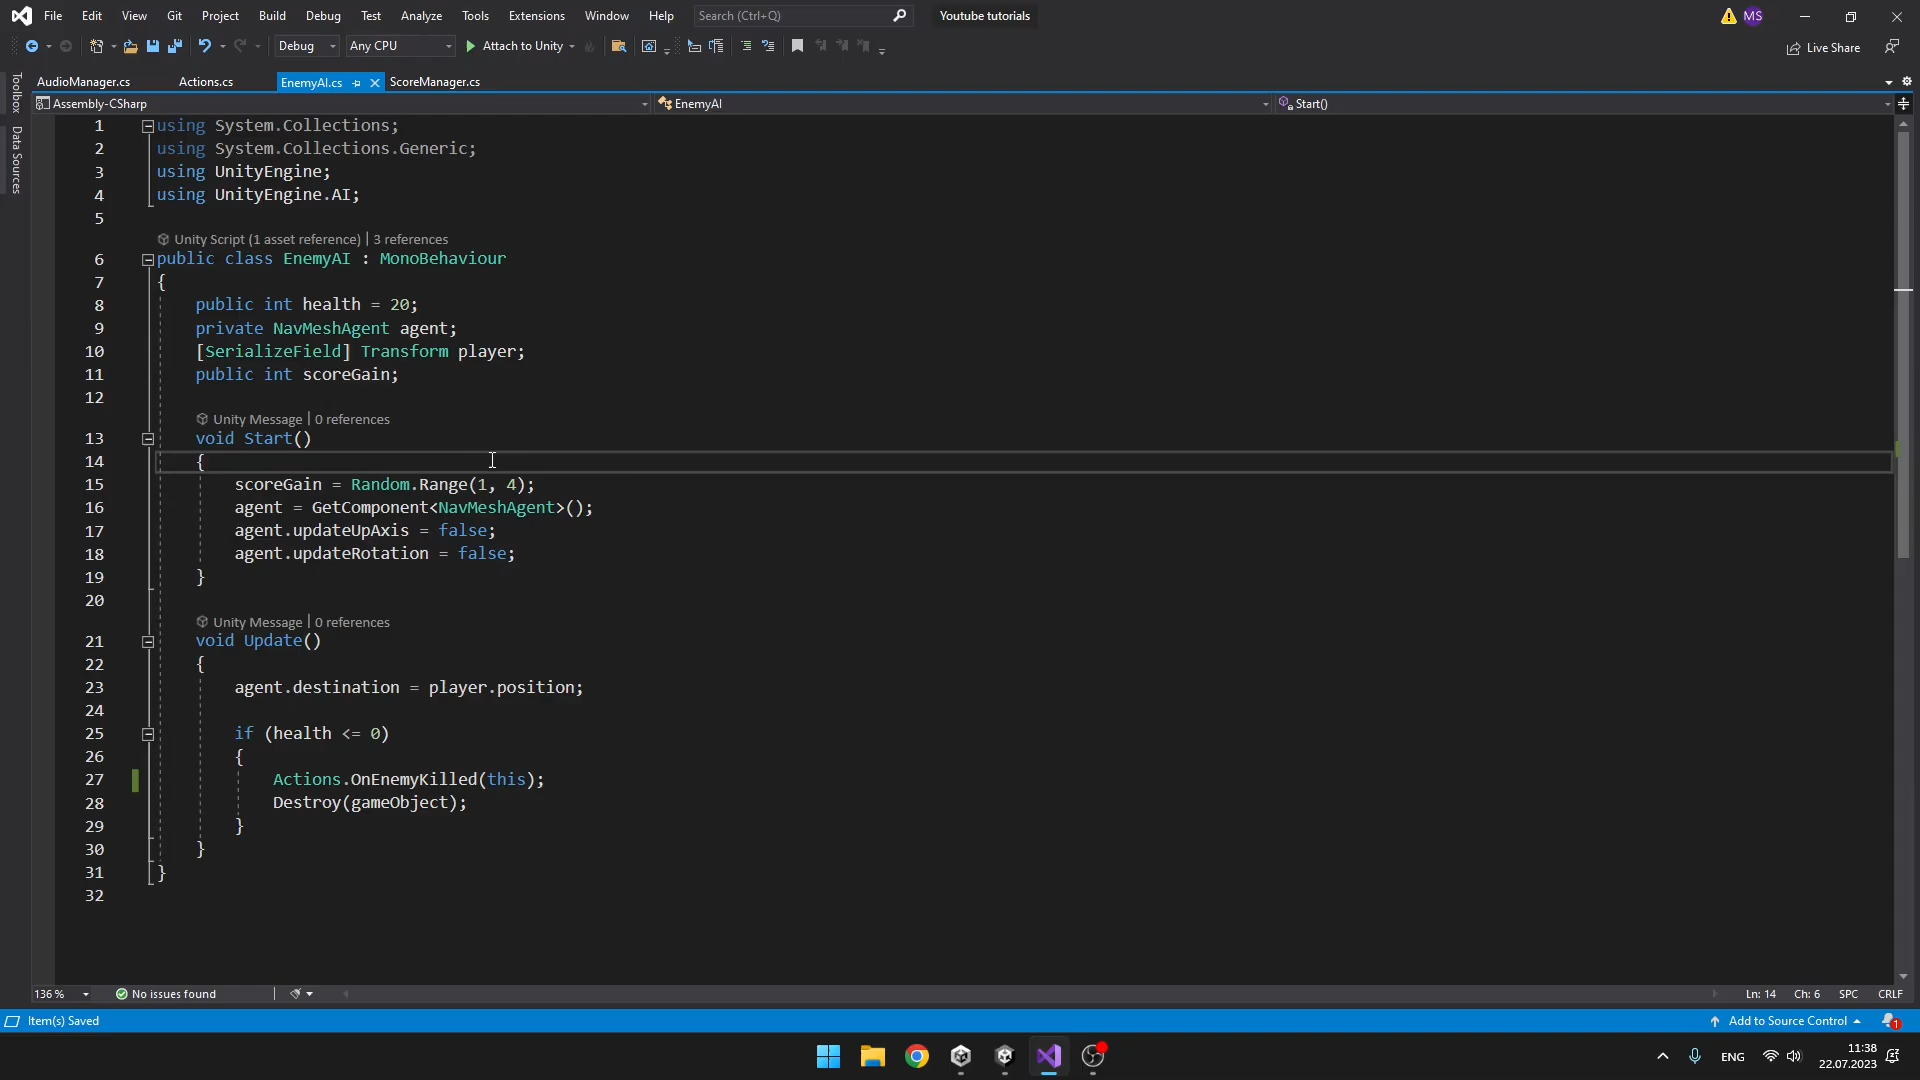 File Edit View Git Project Build Debug Test Analyze Tools Extensions Window Help Search (Ctrl+Q) Youtube tutorials MS
Debug Any CPU Attach to Unity Live Share
AudioManager.cs Actions.cs EnemyAI.cs ScoreManager.cs
Toolbox
Data Sources
Assembly-CSharp EnemyAI Start()
1 using System.Collections;
2 using System.Collections.Generic;
3 using UnityEngine;
4 using UnityEngine.AI;
5
Unity Script (1 asset reference) | 3 references
6 public class EnemyAI : MonoBehaviour
7 {
8 public int health = 20;
9 private NavMeshAgent agent;
10 [SerializeField] Transform player;
11 public int scoreGain;
12
Unity Message | 0 references
13 void Start()
14 {
15 scoreGain = Random.Range(1, 4);
16 agent = GetComponent<NavMeshAgent>();
17 agent.updateUpAxis = false;
18 agent.updateRotation = false;
19 }
20
Unity Message | 0 references
21 void Update()
22 {
23 agent.destination = player.position;
24
25 if (health <= 0)
26 {
27 Actions.OnEnemyKilled(this);
28 Destroy(gameObject);
29 }
30 }
31 }
32
136 % No issues found Ln: 14 Ch: 6 SPC CRLF
Item(s) Saved Add to Source Control 1
ENG 11:38
22.07.2023